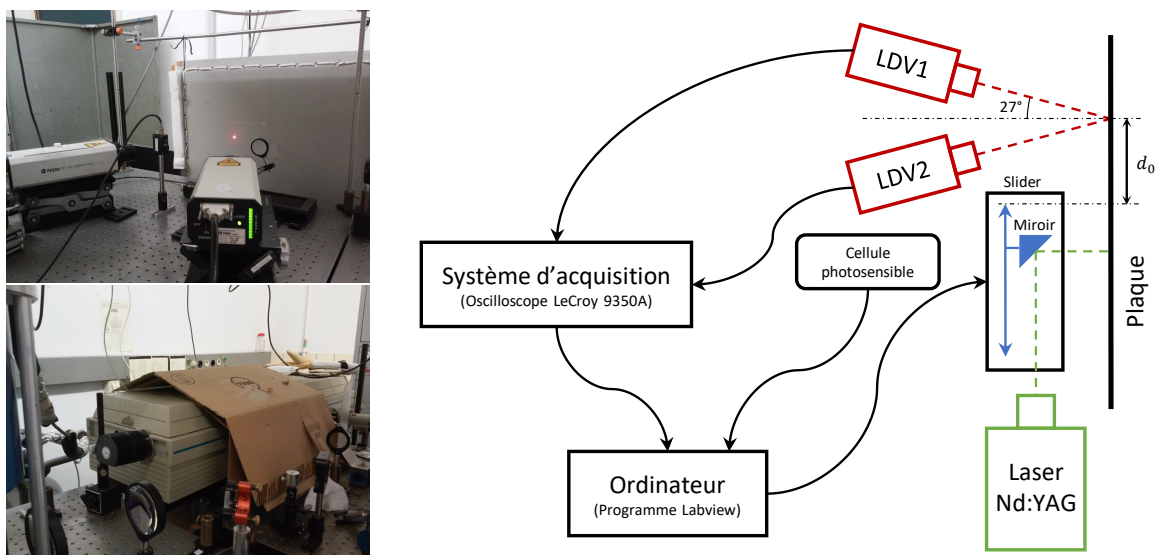 LDV1
27°
LDV2
d₀
Slider
Miroir
Cellule
photosensible
Système d'acquisition
(Oscilloscope LeCroy 9350A)
Plaque
Ordinateur
(Programme Labview)
Laser
Nd:YAG